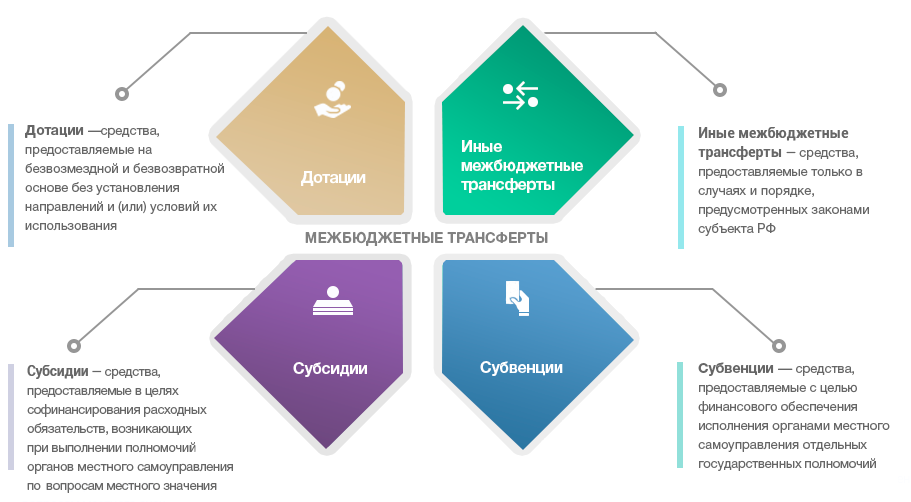 Дотации —средства,
предоставляемые на
безвозмездной и безвозвратной
основе без установления
направлений и (или) условий их
использования
Дотации
Иные
межбюджетные
трансферты
Иные межбюджетные
трансферты — средства,
предоставляемые только в
случаях и порядке,
предусмотренных законами
субъекта РФ
МЕЖБЮДЖЕТНЫЕ ТРАНСФЕРТЫ
Субсидии — средства,
предоставляемые в целях
софинансирования расходных
обязательств, возникающих
при выполнении полномочий
органов местного самоуправления
по вопросам местного значения
Субсидии
Субвенции
Субвенции — средства,
предоставляемые с целью
финансового обеспечения
исполнения органами местного
самоуправления отдельных
государственных полномочий